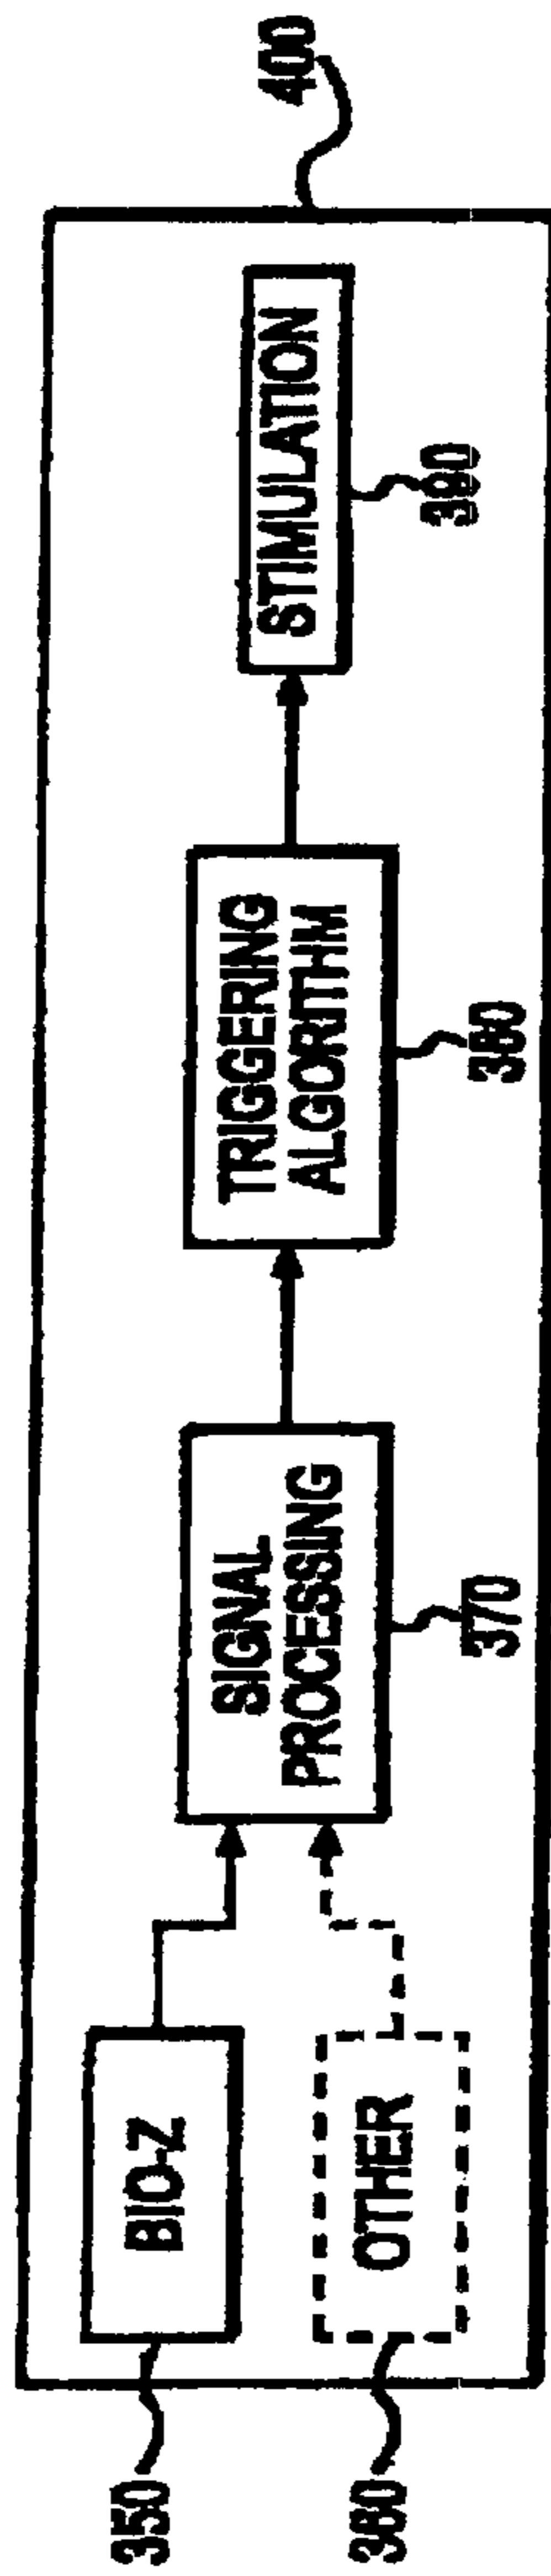 400
350
BIO-Z
SIGNAL
PROCESSING
370
TRIGGERING
ALGORITHM
380
STIMULATION
390
OTHER
360